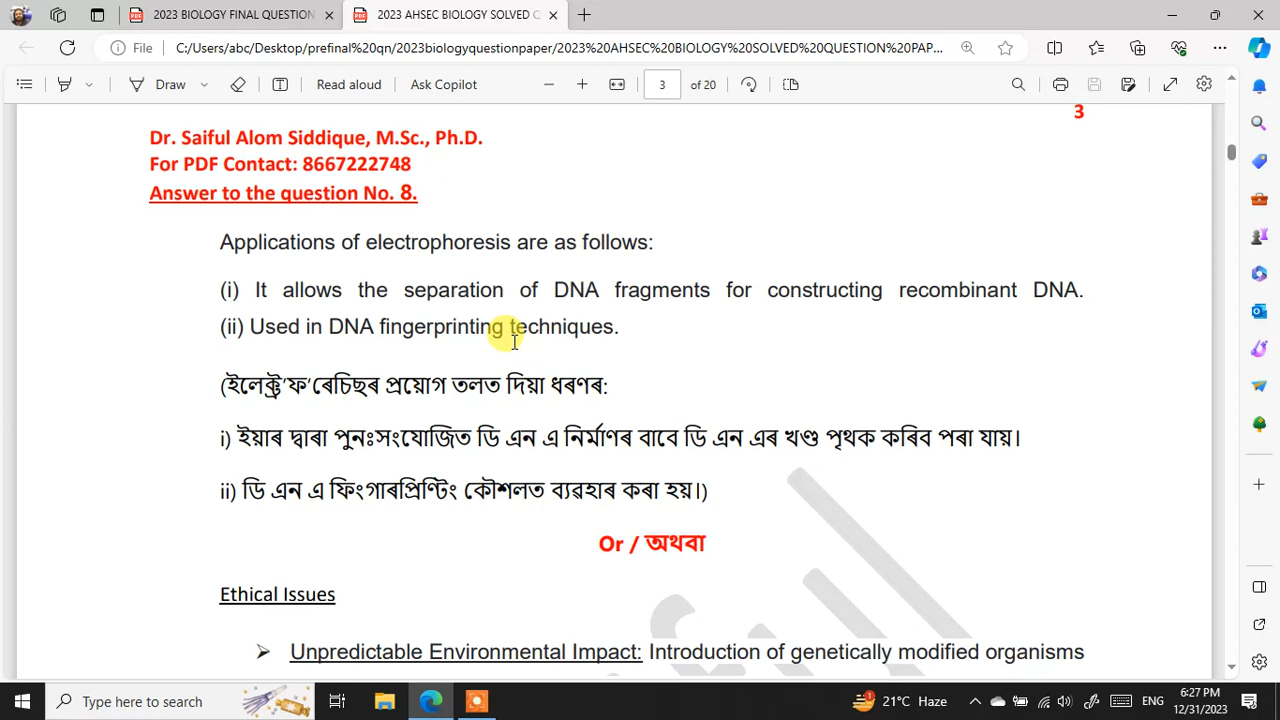 2023 BIOLOGY FINAL QUESTION
2023 AHSEC BIOLOGY SOLVED Q
File
C:/Users/abc/Desktop/prefinal%20qn/2023biologyquestionpaper/2023%20AHSEC%20BIOLOGY%20SOLVED%20QUESTION%20PAP...
Draw
Read aloud
Ask Copilot
3
of 20
3
Dr. Saiful Alom Siddique, M.Sc., Ph.D.
For PDF Contact: 8667222748
Answer to the question No. 8.
Applications of electrophoresis are as follows:
(i) It allows the separation of DNA fragments for constructing recombinant DNA.
(ii) Used in DNA fingerprinting techniques.
(ইলেক্ট্ৰ'ফ'ৰেচিছৰ প্ৰয়োগ তলত দিয়া ধৰণৰ:
i) ইয়াৰ দ্বাৰা পুনঃসংযোজিত ডি এন এ নিৰ্মাণৰ বাবে ডি এন এৰ খণ্ড পৃথক কৰিব পৰা যায়।
ii) ডি এন এ ফিংগাৰপ্ৰিণ্টিং কৌশলত ব্যৱহাৰ কৰা হয়।)
Or / অথবা
Ethical Issues
➢ Unpredictable Environmental Impact: Introduction of genetically modified organisms
Type here to search
1
21°C Haze
ENG
6:27 PM
12/31/2023